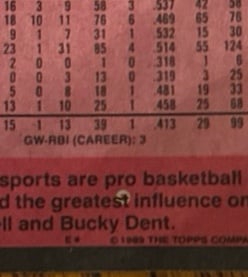 16 3 9 58 3 .537 42 58
18 10 11 76 6 .469 65 78
9 1 7 31 1 .532 15 30
23 1 31 85 4 .514 55 124
2 0 0 10 0 .318 1 6
0 0 3 13 0 .319 3 25
5 0 8 18 1 .481 19 33
13 1 10 25 1 .458 25 68
15 1 13 39 1 .413 29 99
GW-RBI (CAREER): 3
sports are pro basketball
d the greatest influence on
ll and Bucky Dent.
E* © 1989 THE TOPPS COMPA